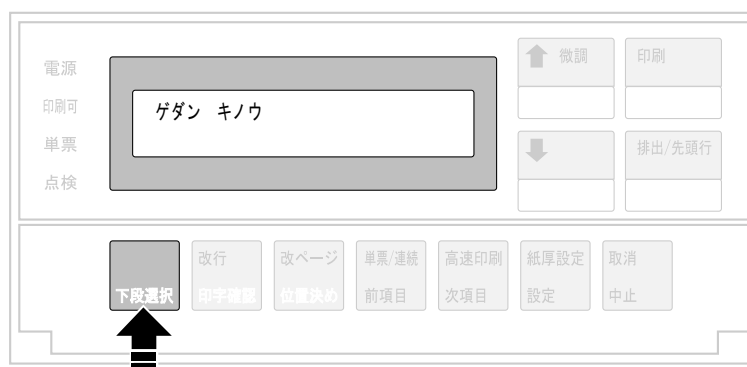 電源
印刷可
単票
点検
ゲダン キノウ
微調
印刷
排出/先頭行
下段選択
改行
印字確認
改ページ
位置決め
単票/連続
前項目
高速印刷
次項目
紙厚設定
設定
取消
中止